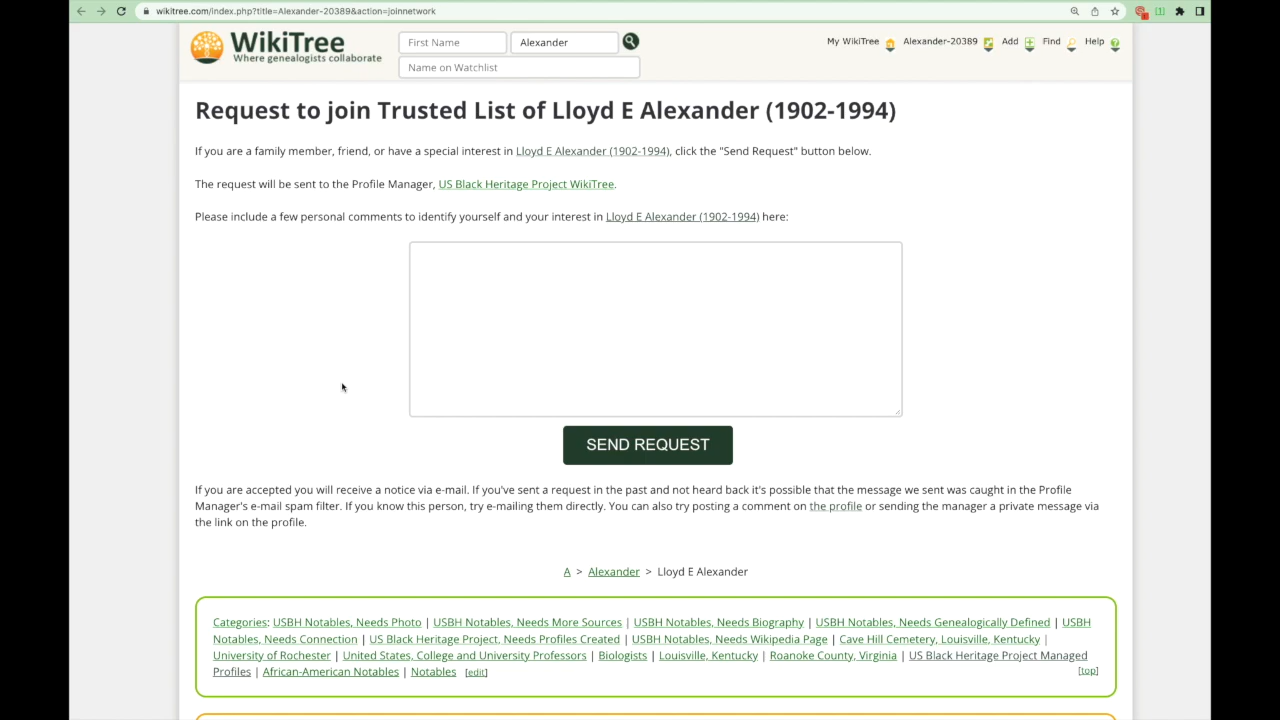 wikitree.com/index.php?title=Alexander-20389&action=joinnetwork
WikiTree
Where genealogists collaborate
First Name
Alexander
Name on Watchlist
My WikiTree Alexander-20389 Add Find Help
Request to join Trusted List of Lloyd E Alexander (1902-1994)
If you are a family member, friend, or have a special interest in Lloyd E Alexander (1902-1994), click the "Send Request" button below.
The request will be sent to the Profile Manager, US Black Heritage Project WikiTree.
Please include a few personal comments to identify yourself and your interest in Lloyd E Alexander (1902-1994) here:
SEND REQUEST
If you are accepted you will receive a notice via e-mail. If you've sent a request in the past and not heard back it's possible that the message we sent was caught in the Profile
Manager's e-mail spam filter. If you know this person, try e-mailing them directly. You can also try posting a comment on the profile or sending the manager a private message via
the link on the profile.
A > Alexander > Lloyd E Alexander
Categories: USBH Notables, Needs Photo | USBH Notables, Needs More Sources | USBH Notables, Needs Biography | USBH Notables, Needs Genealogically Defined | USBH
Notables, Needs Connection | US Black Heritage Project, Needs Profiles Created | USBH Notables, Needs Wikipedia Page | Cave Hill Cemetery, Louisville, Kentucky |
University of Rochester | United States, College and University Professors | Biologists | Louisville, Kentucky | Roanoke County, Virginia | US Black Heritage Project Managed
Profiles | African-American Notables | Notables [edit] [top]